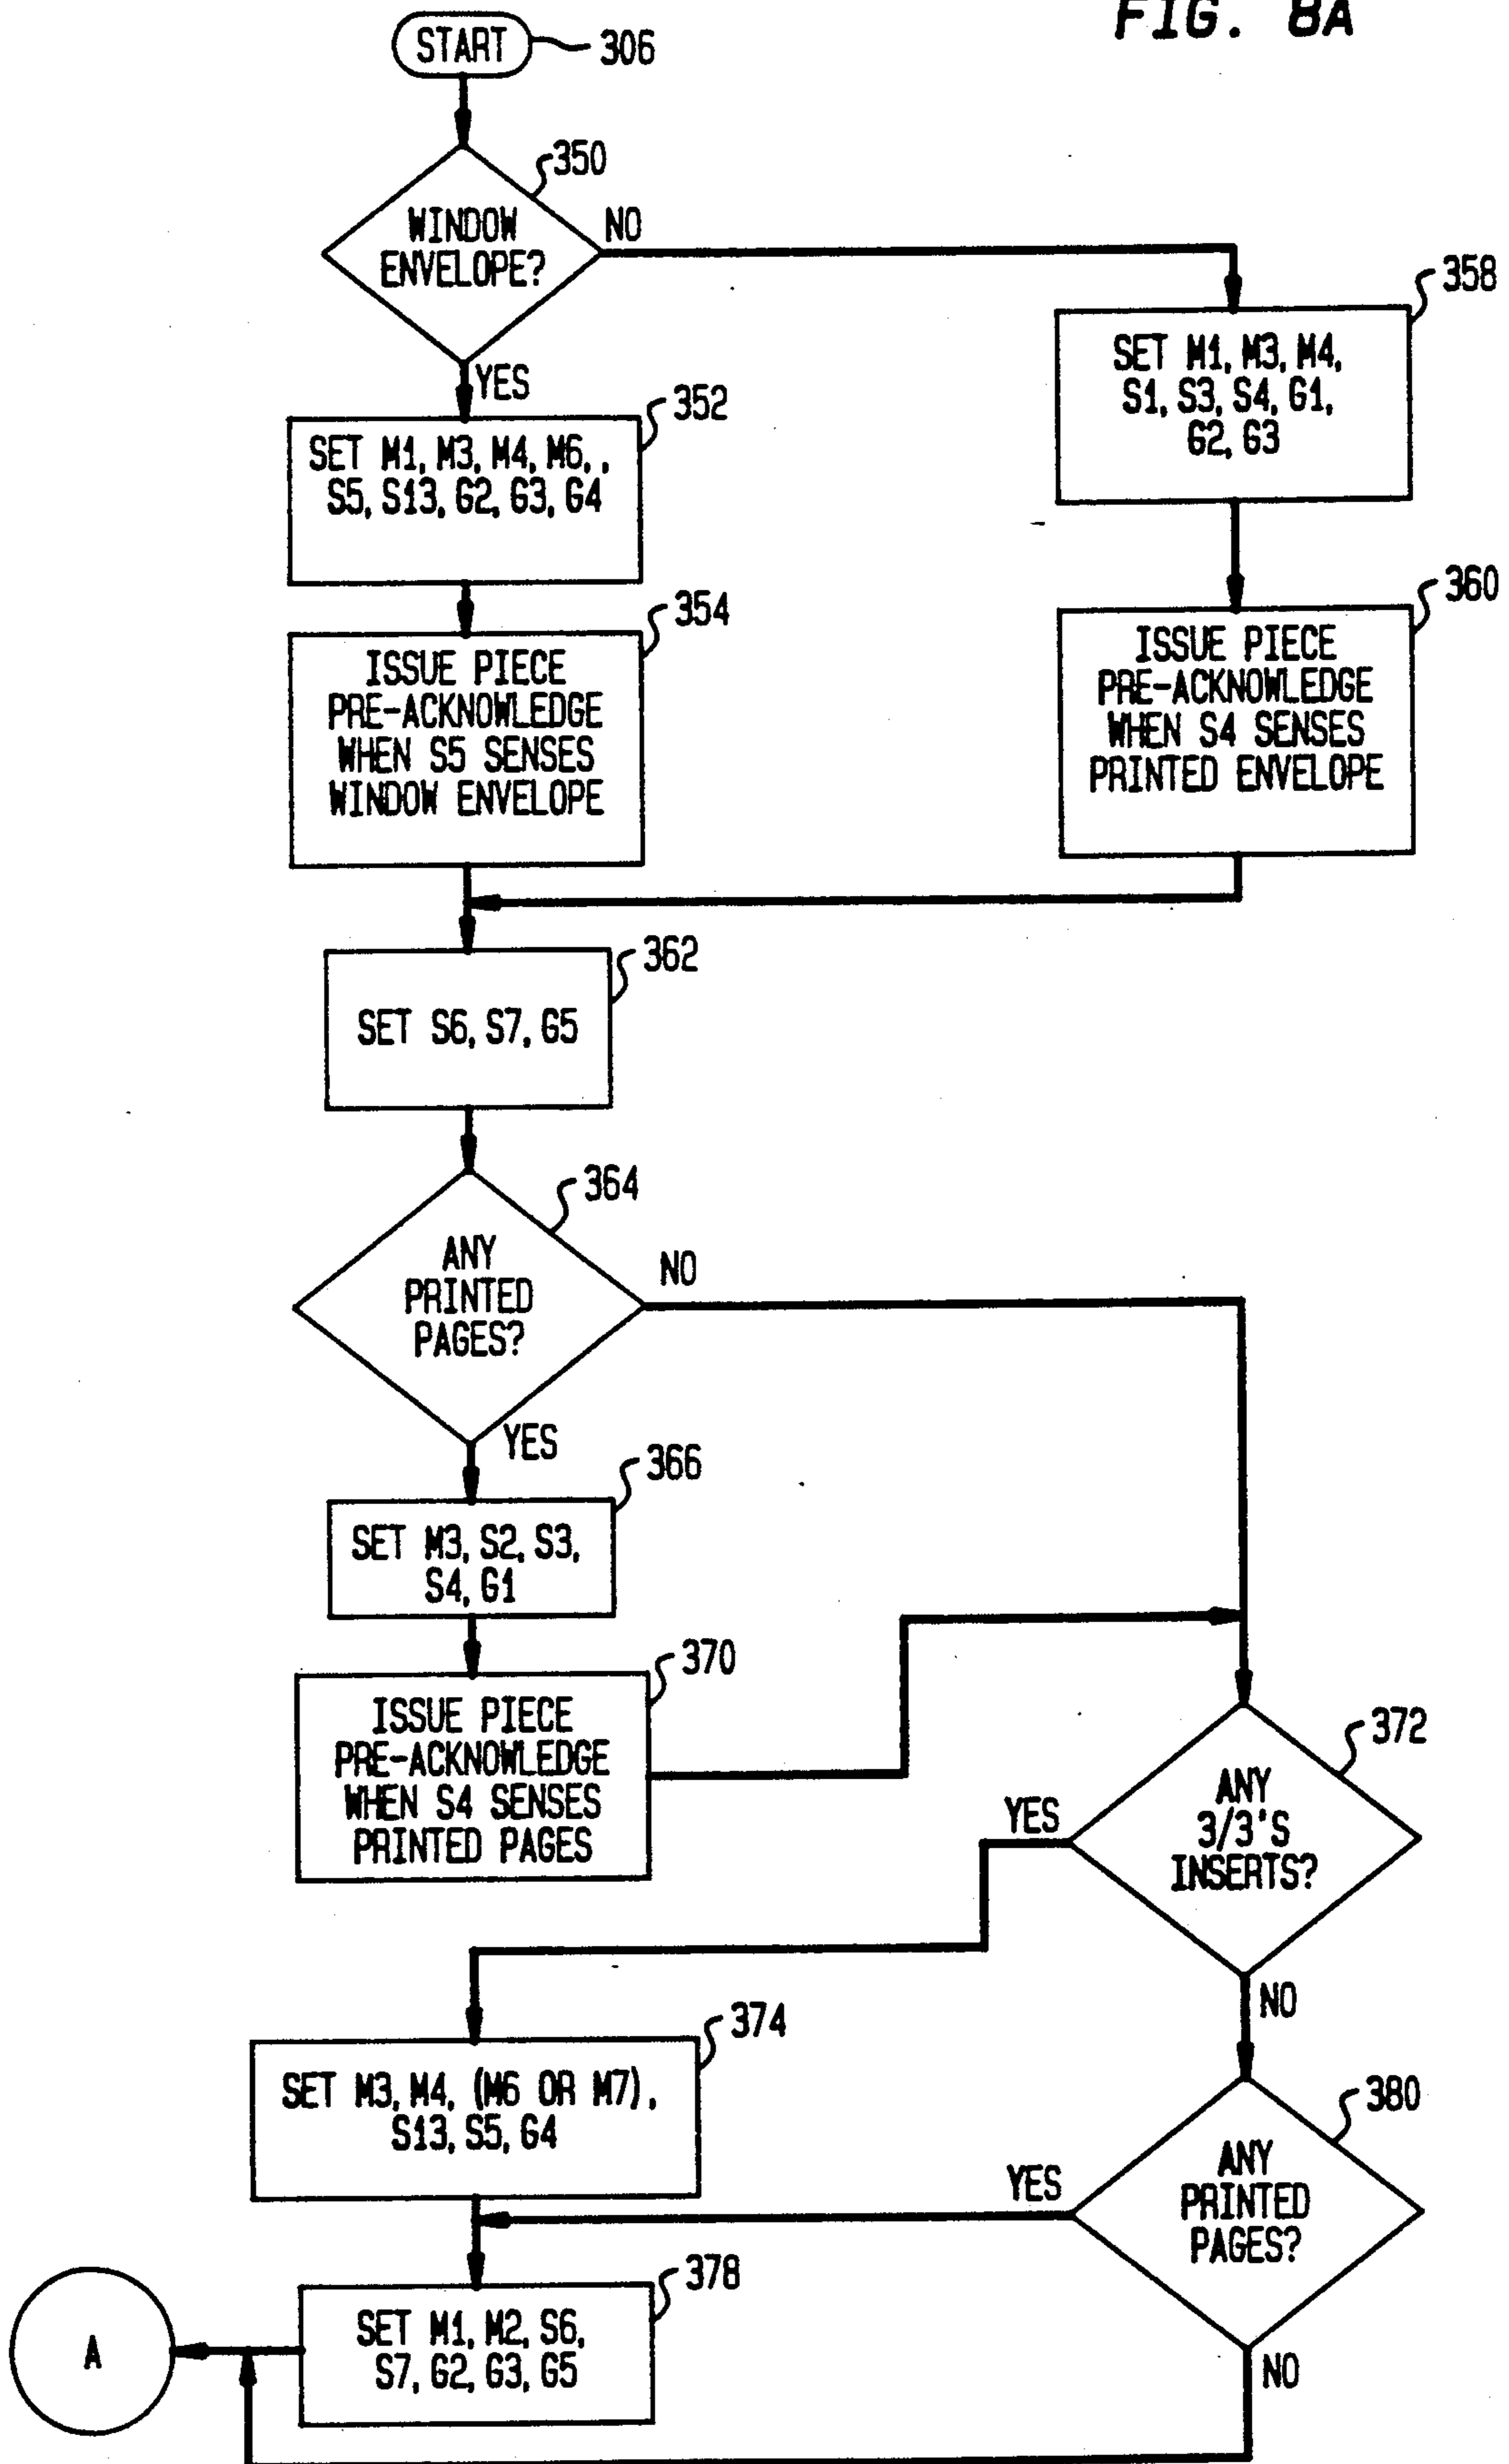 FIG. 8A
START
306
350
WINDOW
ENVELOPE?
NO
YES
358
SET M1, M3, M4,
S1, S3, S4, G1,
G2, G3
352
SET M1, M3, M4, M6, ,
S5, S13, G2, G3, G4
354
ISSUE PIECE
PRE-ACKNOWLEDGE
WHEN S5 SENSES
WINDOW ENVELOPE
360
ISSUE PIECE
PRE-ACKNOWLEDGE
WHEN S4 SENSES
PRINTED ENVELOPE
362
SET S6, S7, G5
364
ANY
PRINTED
PAGES?
NO
YES
366
SET M3, S2, S3,
S4, G1
370
ISSUE PIECE
PRE-ACKNOWLEDGE
WHEN S4 SENSES
PRINTED PAGES
372
ANY
3/3'S
INSERTS?
YES
NO
374
SET M3, M4, (M6 OR M7),
S13, S5, G4
380
ANY
PRINTED
PAGES?
YES
NO
378
SET M1, M2, S6,
S7, G2, G3, G5
A